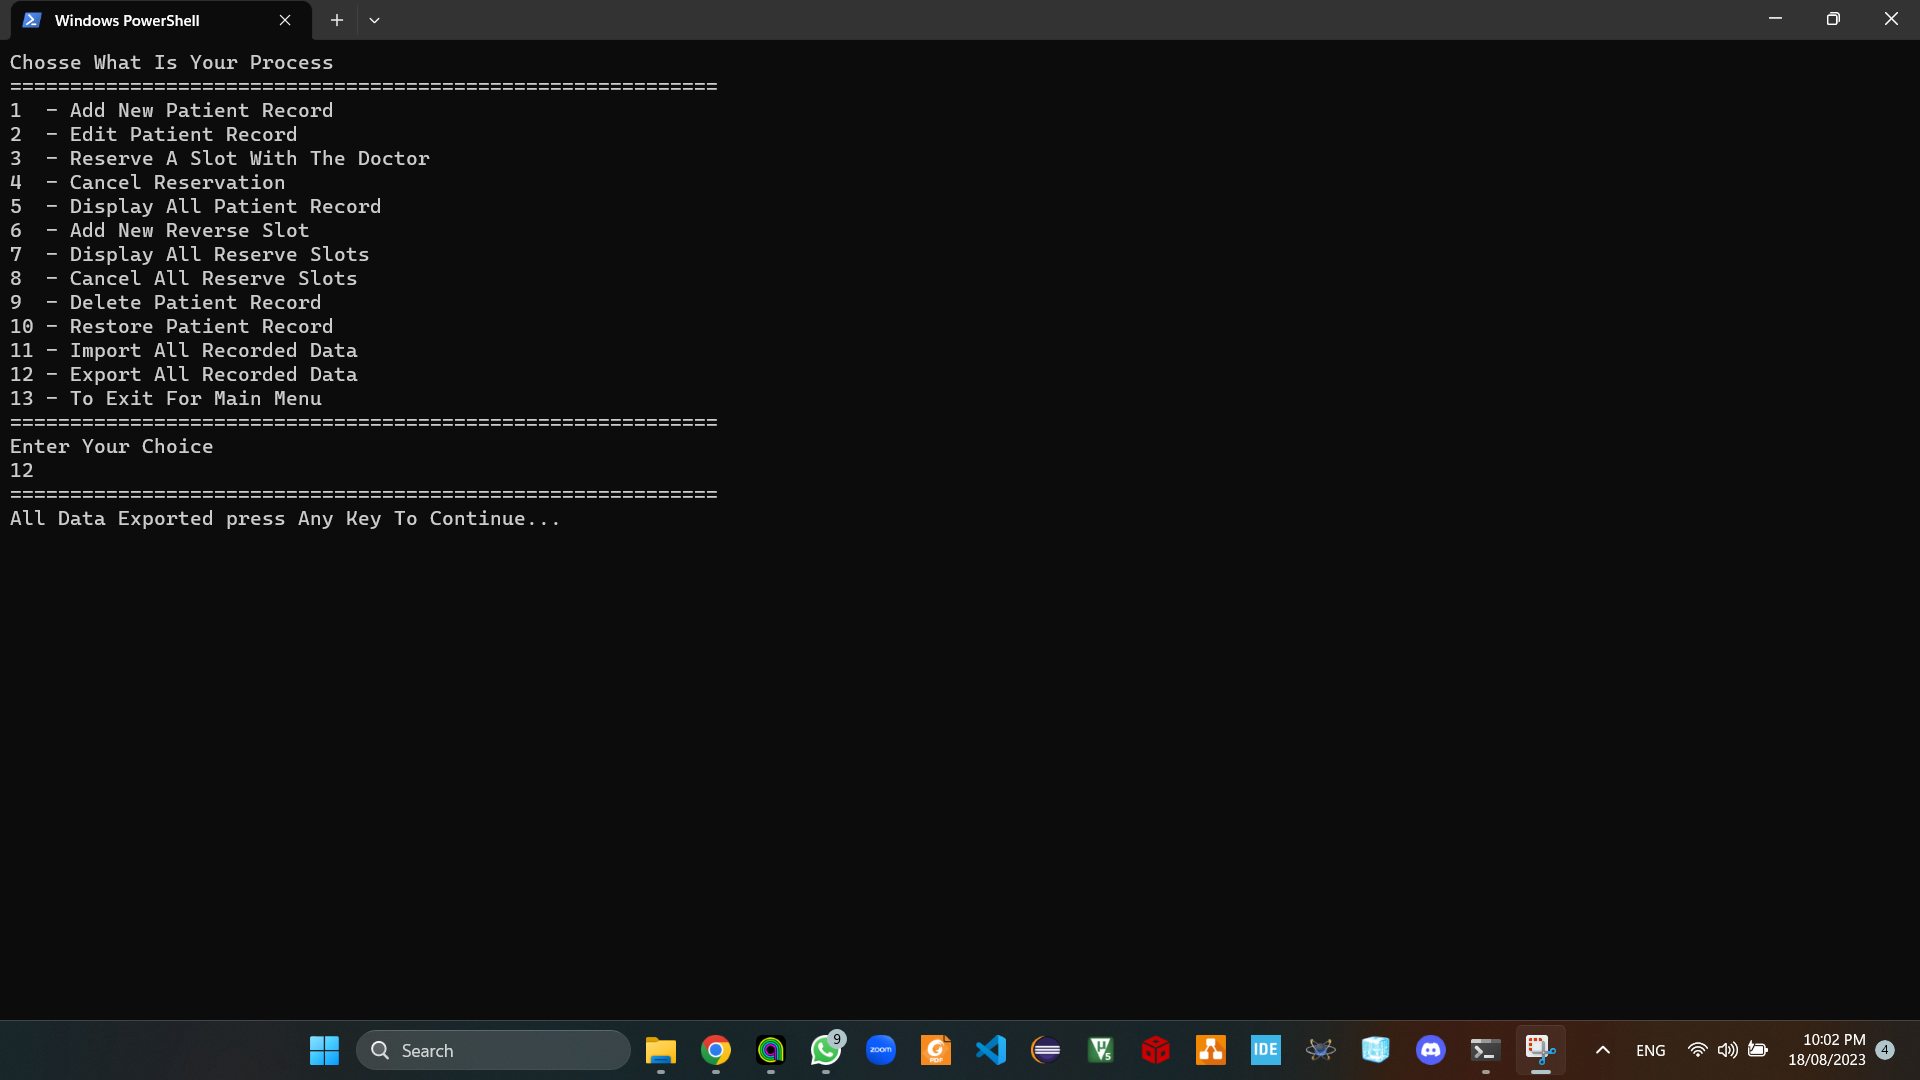 Windows PowerShell
Chosse What Is Your Process
===========================================================
1  - Add New Patient Record
2  - Edit Patient Record
3  - Reserve A Slot With The Doctor
4  - Cancel Reservation
5  - Display All Patient Record
6  - Add New Reverse Slot
7  - Display All Reserve Slots
8  - Cancel All Reserve Slots
9  - Delete Patient Record
10 - Restore Patient Record
11 - Import All Recorded Data
12 - Export All Recorded Data
13 - To Exit For Main Menu
===========================================================
Enter Your Choice
12
===========================================================
All Data Exported press Any Key To Continue...
Search
9
zoom
PDF
5
IDE
ENG
10:02 PM
18/08/2023
4